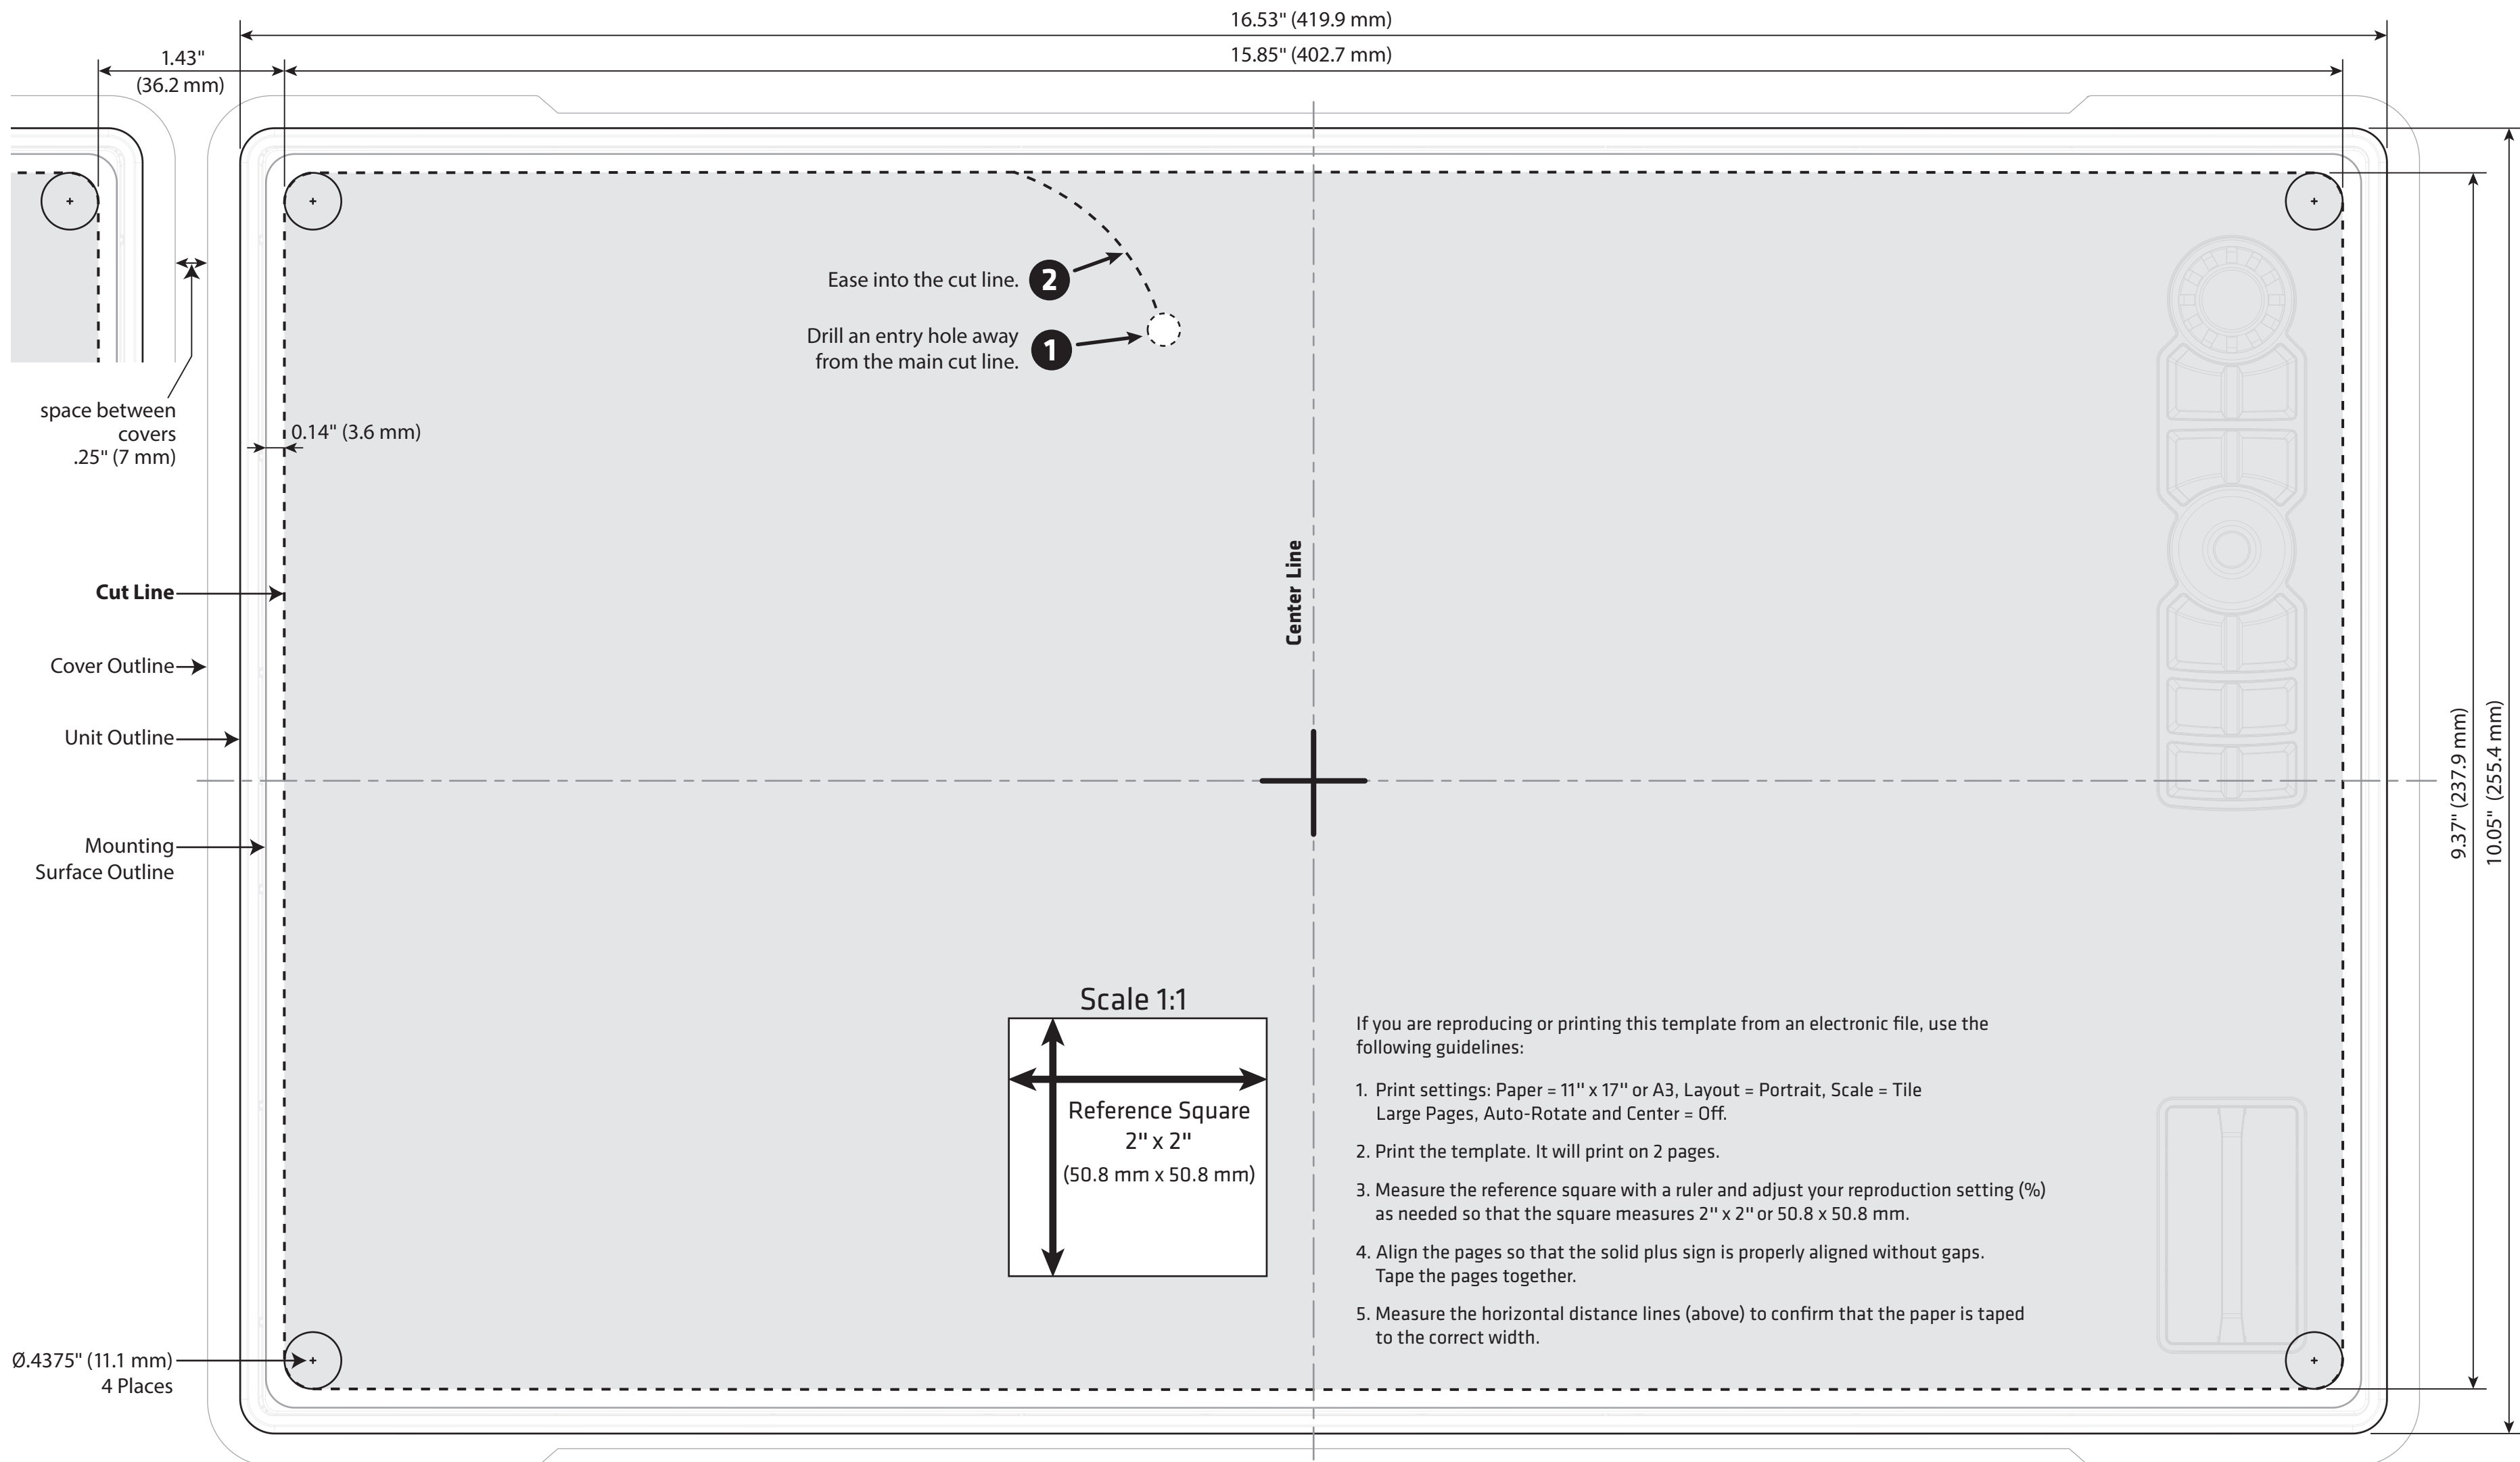 16.53" (419.9 mm)
15.85" (402.7 mm)
1.43"
(36.2 mm)
Ease into the cut line.
2
Drill an entry hole away
from the main cut line.
1
space between
covers
.25" (7 mm)
0.14" (3.6 mm)
Center Line
Cut Line
Cover Outline
Unit Outline
Mounting
Surface Outline
9.37" (237.9 mm)
10.05" (255.4 mm)
Scale 1:1
Reference Square
2" x 2"
(50.8 mm x 50.8 mm)
If you are reproducing or printing this template from an electronic file, use the
following guidelines:
1. Print settings: Paper = 11" x 17" or A3, Layout = Portrait, Scale = Tile
Large Pages, Auto-Rotate and Center = Off.
2. Print the template. It will print on 2 pages.
3. Measure the reference square with a ruler and adjust your reproduction setting (%)
as needed so that the square measures 2" x 2" or 50.8 x 50.8 mm.
4. Align the pages so that the solid plus sign is properly aligned without gaps.
Tape the pages together.
5. Measure the horizontal distance lines (above) to confirm that the paper is taped
to the correct width.
Ø.4375" (11.1 mm)
4 Places